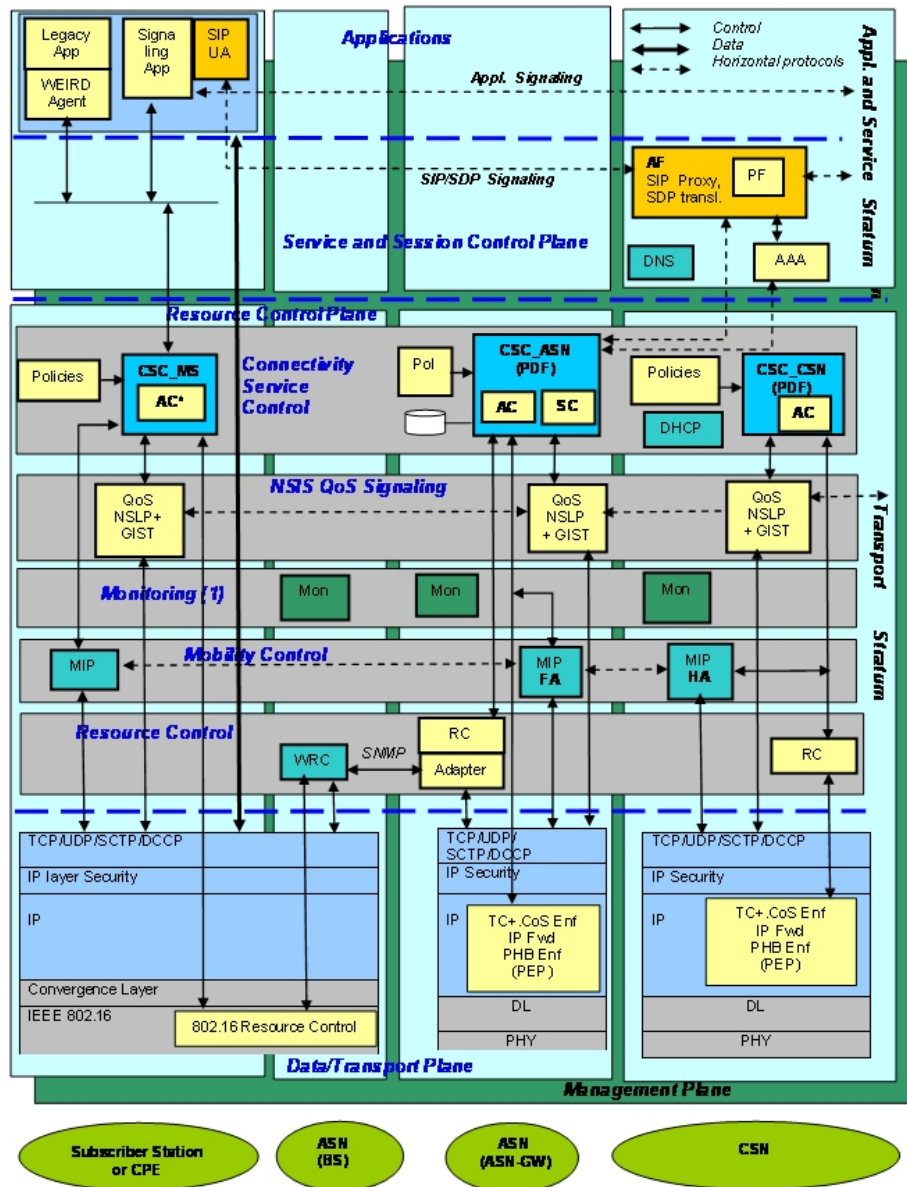 Legacy
App
WEIRD
Agent
Signa
ling
App
SIP
UA
Applications
Control
Data
Horizontal protocols
Appl. Signaling
Appl. and Service Stratum
SIP/SDP Signaling
AF
SIP Proxy,
SDP transl.
PF
Service and Session Control Plane
DNS
AAA
Resource Control Plane
Policies
CSC_MS
AC*
Connectivity
Service
Control
Pol
CSC_ASN
(PDF)
AC
SC
Policies
CSC_CSN
(PDF)
AC
DHCP
NSIS QoS Signaling
QoS
NSLP+
GIST
QoS
NSLP
+ GIST
QoS
NSLP
+ GIST
Transport Stratum
Monitoring (1)
Mon
Mon
Mon
Mobility Control
MIP
MIP
FA
MIP
HA
Resource Control
WRC
SNMP
RC
Adapter
RC
TCP/UDP/SCTP/DCCP
IP layer Security
IP
Convergence Layer
IEEE 802.16
802.16 Resource Control
TCP/UDP/
SCTP/DCCP
IP Security
IP
TC+.CoS Enf
IP Fwd
PHB Enf
(PEP)
DL
PHY
TCP/UDP/SCTP/DCCP
IP Security
IP
TC+.CoS Enf
IP Fwd
PHB Enf
(PEP)
DL
PHY
Data/Transport Plane
Management Plane
Subscriber Station
or CPE
ASN
(BS)
ASN
(ASN-GW)
CSN